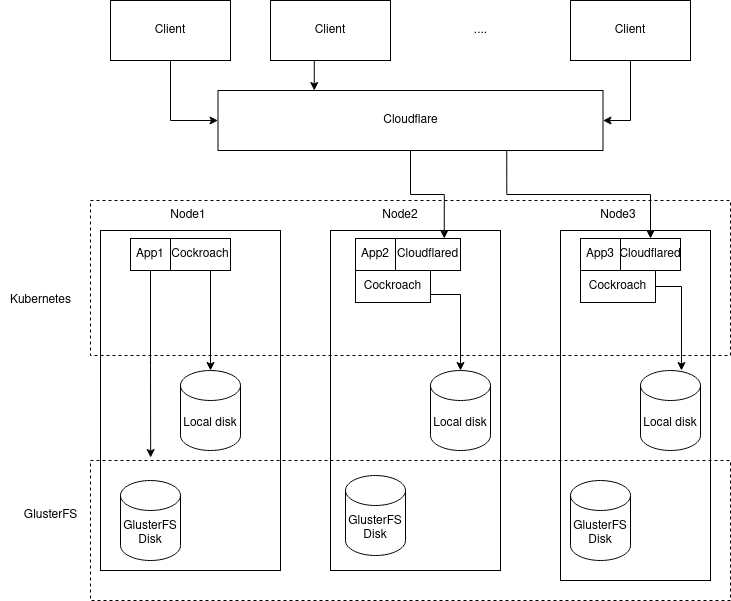 Client
Client
....
Client
Cloudflare
Node1
Node2
Node3
App1
Cockroach
App2
Cloudflared
App3
Cloudflared
Cockroach
Cockroach
Kubernetes
Local disk
Local disk
Local disk
GlusterFS
GlusterFS
Disk
GlusterFS
Disk
GlusterFS
Disk